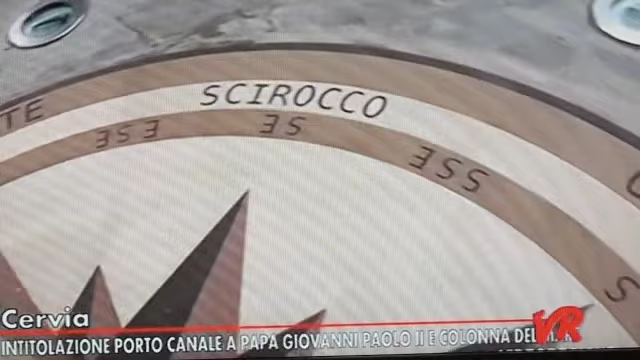 TE SCIROCCO
ESE SE SSE
S
Cervia
INTITOLAZIONE PORTO CANALE A PAPA GIOVANNI PAOLO II E COLONNA DEL
VR